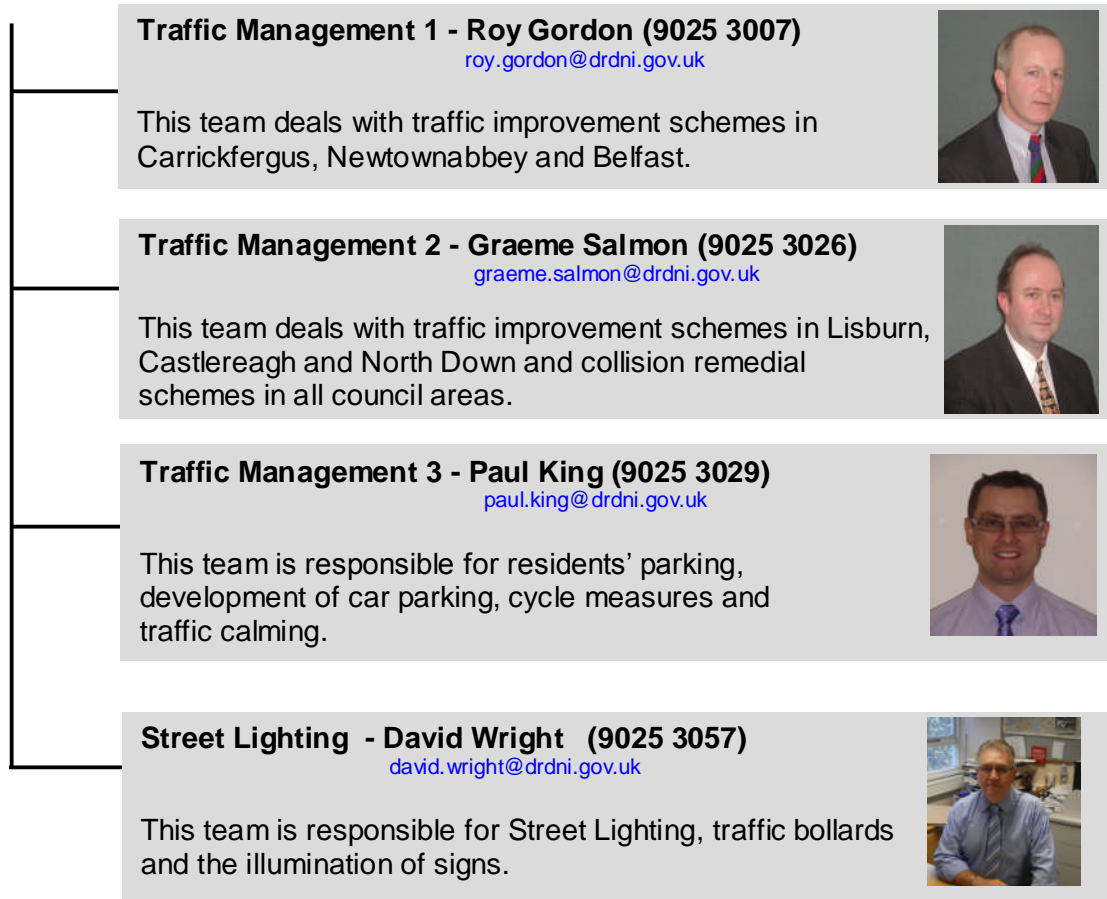 Traffic Management 1 - Roy Gordon (9025 3007)
roy.gordon@drdni.gov.uk
This team deals with traffic improvement schemes in
Carrickfergus, Newtownabbey and Belfast.
Traffic Management 2 - Graeme Salmon (9025 3026)
graeme.salmon@drdni.gov.uk
This team deals with traffic improvement schemes in Lisburn,
Castlereagh and North Down and collision remedial
schemes in all council areas.
Traffic Management 3 - Paul King (9025 3029)
paul.king@drdni.gov.uk
This team is responsible for residents’ parking,
development of car parking, cycle measures and
traffic calming.
Street Lighting - David Wright (9025 3057)
david.wright@drdni.gov.uk
This team is responsible for Street Lighting, traffic bollards
and the illumination of signs.